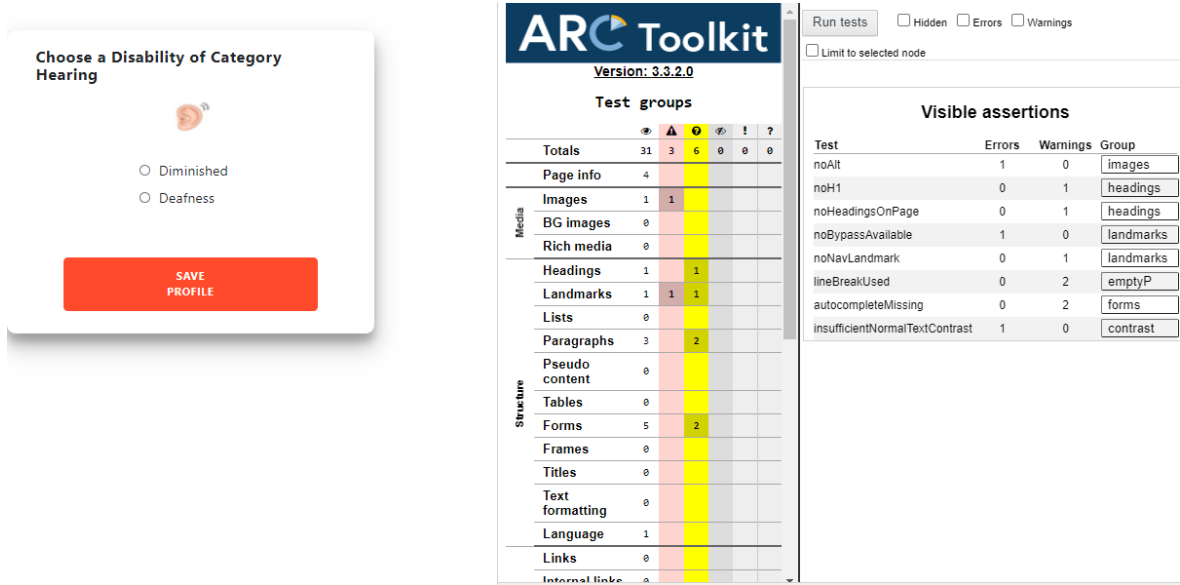 Choose a Disability of Category
Hearing
Diminished
Deafness
SAVE
PROFILE
ARC Toolkit
Version: 3.3.2.0
Test groups
! ?
Totals 31 3 6 0 0 0
Page info 4
Media
Images 1 1
BG images 0
Rich media 0
Structure
Headings 1 1
Landmarks 1 1 1
Lists 0
Paragraphs 3 2
Pseudo
content 0
Tables 0
Forms 5 2
Frames 0
Titles 0
Text
formatting 0
Language 1
Links 0
Internal links 0
Run tests Hidden Errors Warnings
Limit to selected node
Visible assertions
Test Errors Warnings Group
noAlt 1 0 images
noH1 0 1 headings
noHeadingsOnPage 0 1 headings
noBypassAvailable 1 0 landmarks
noNavLandmark 0 1 landmarks
lineBreakUsed 0 2 emptyP
autocompleteMissing 0 2 forms
insufficientNormalTextContrast 1 0 contrast